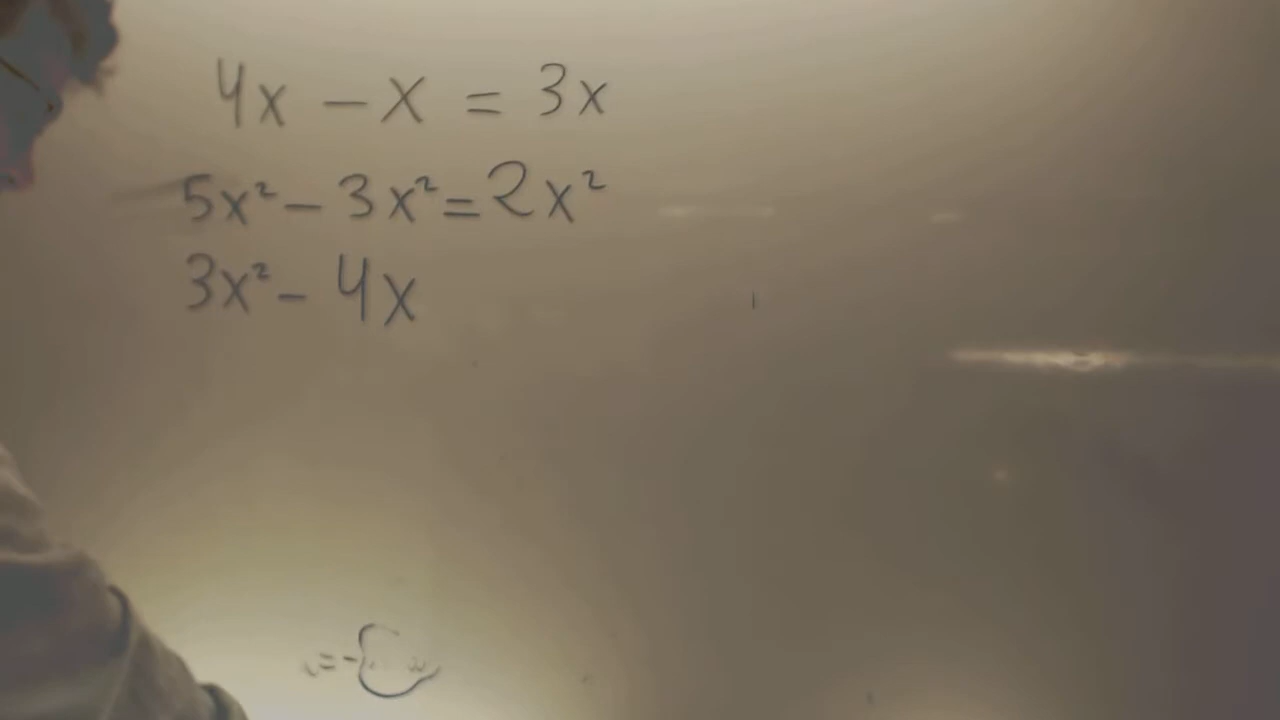 4x - x = 3x
5x² - 3x² = 2x²
3x² - 4x